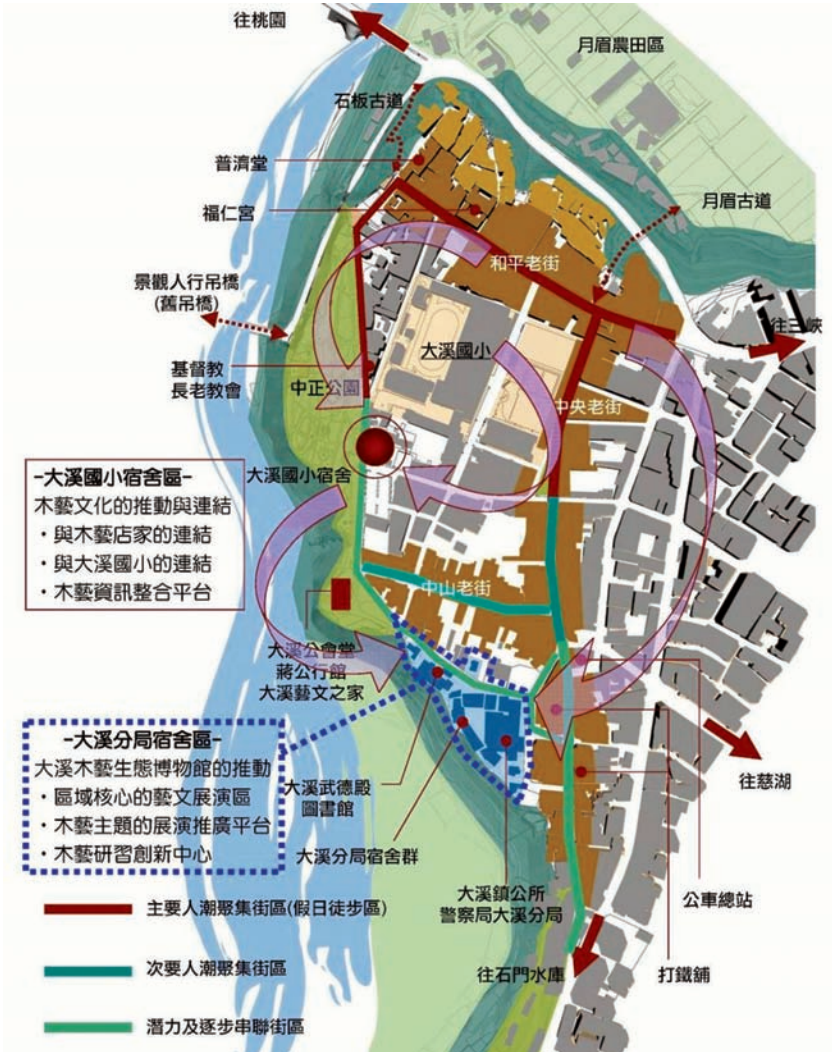 往桃園
月眉農田區
石板古道
普濟堂
月眉古道
福仁宮
和平老街
景觀人行吊橋
(舊吊橋)
往三峽
大溪國小
基督教
長老教會
中正公園
中央老街
大溪國小宿舍
-大溪國小宿舍區-
木藝文化的推動與連結
・與木藝店家的連結
・與大溪國小的連結
・木藝資訊整合平台
中山老街
大溪公會堂
蔣公行館
大溪藝文之家
-大溪分局宿舍區-
大溪木藝生態博物館的推動
・區域核心的藝文展演區
・木藝主題的展演推廣平台
・木藝研習創新中心
大溪武德殿
圖書館
往慈湖
大溪分局宿舍群
大溪鎮公所
警察局大溪分局
公車總站
主要人潮聚集街區(假日徒步區)
次要人潮聚集街區
往石門水庫
打鐵舖
潛力及逐步串聯街區